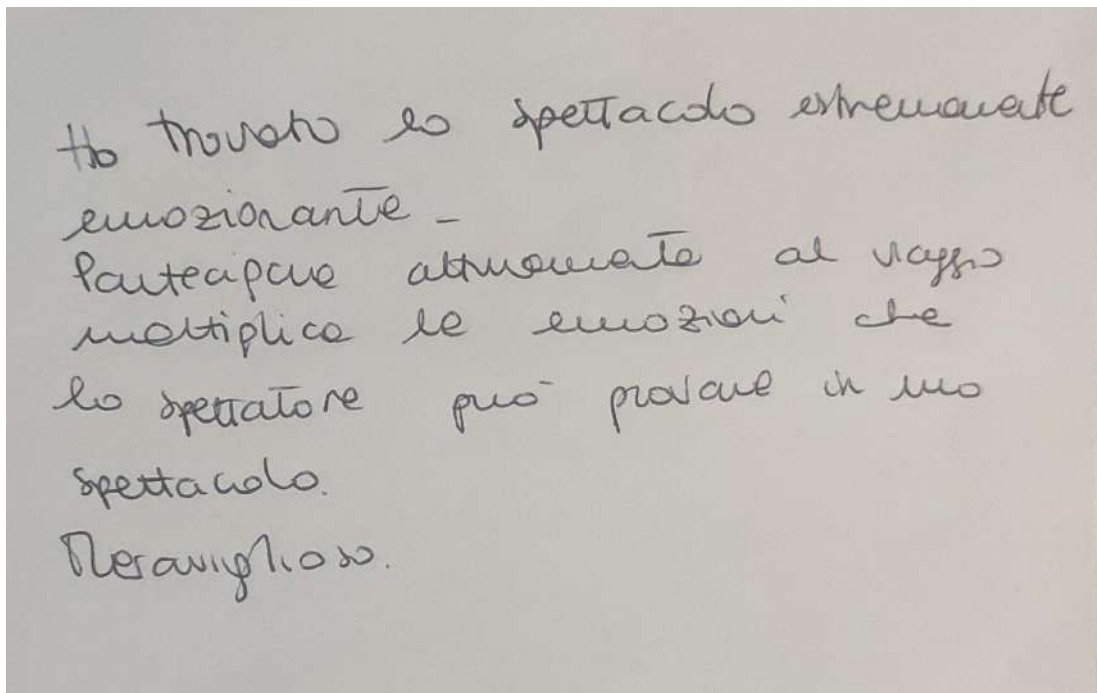 Ho trovato lo spettacolo estremamente
emozionante -
Partecipare attivamente al viaggio
moltiplica le emozioni che
lo spettatore può provare in uno
spettacolo.
Meraviglioso.